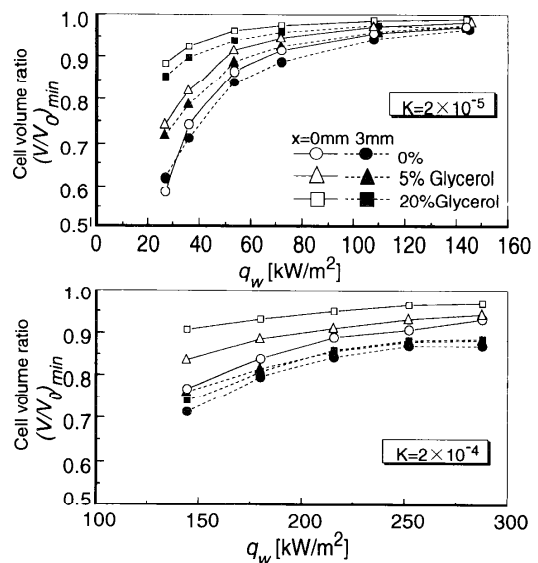 Cell volume ratio
(V/V₀)min
1.0
0.9
0.8
0.7
0.6
0.5
K=2×10⁻⁵
x=0mm 3mm
0%
5% Glycerol
20%Glycerol
0 20 40 60 80 100 120 140 160
q_w [kW/m²]
Cell volume ratio
(V/V₀)min
1.0
0.9
0.8
0.7
0.6
0.5
K=2×10⁻⁴
100 150 200 250 300
q_w [kW/m²]